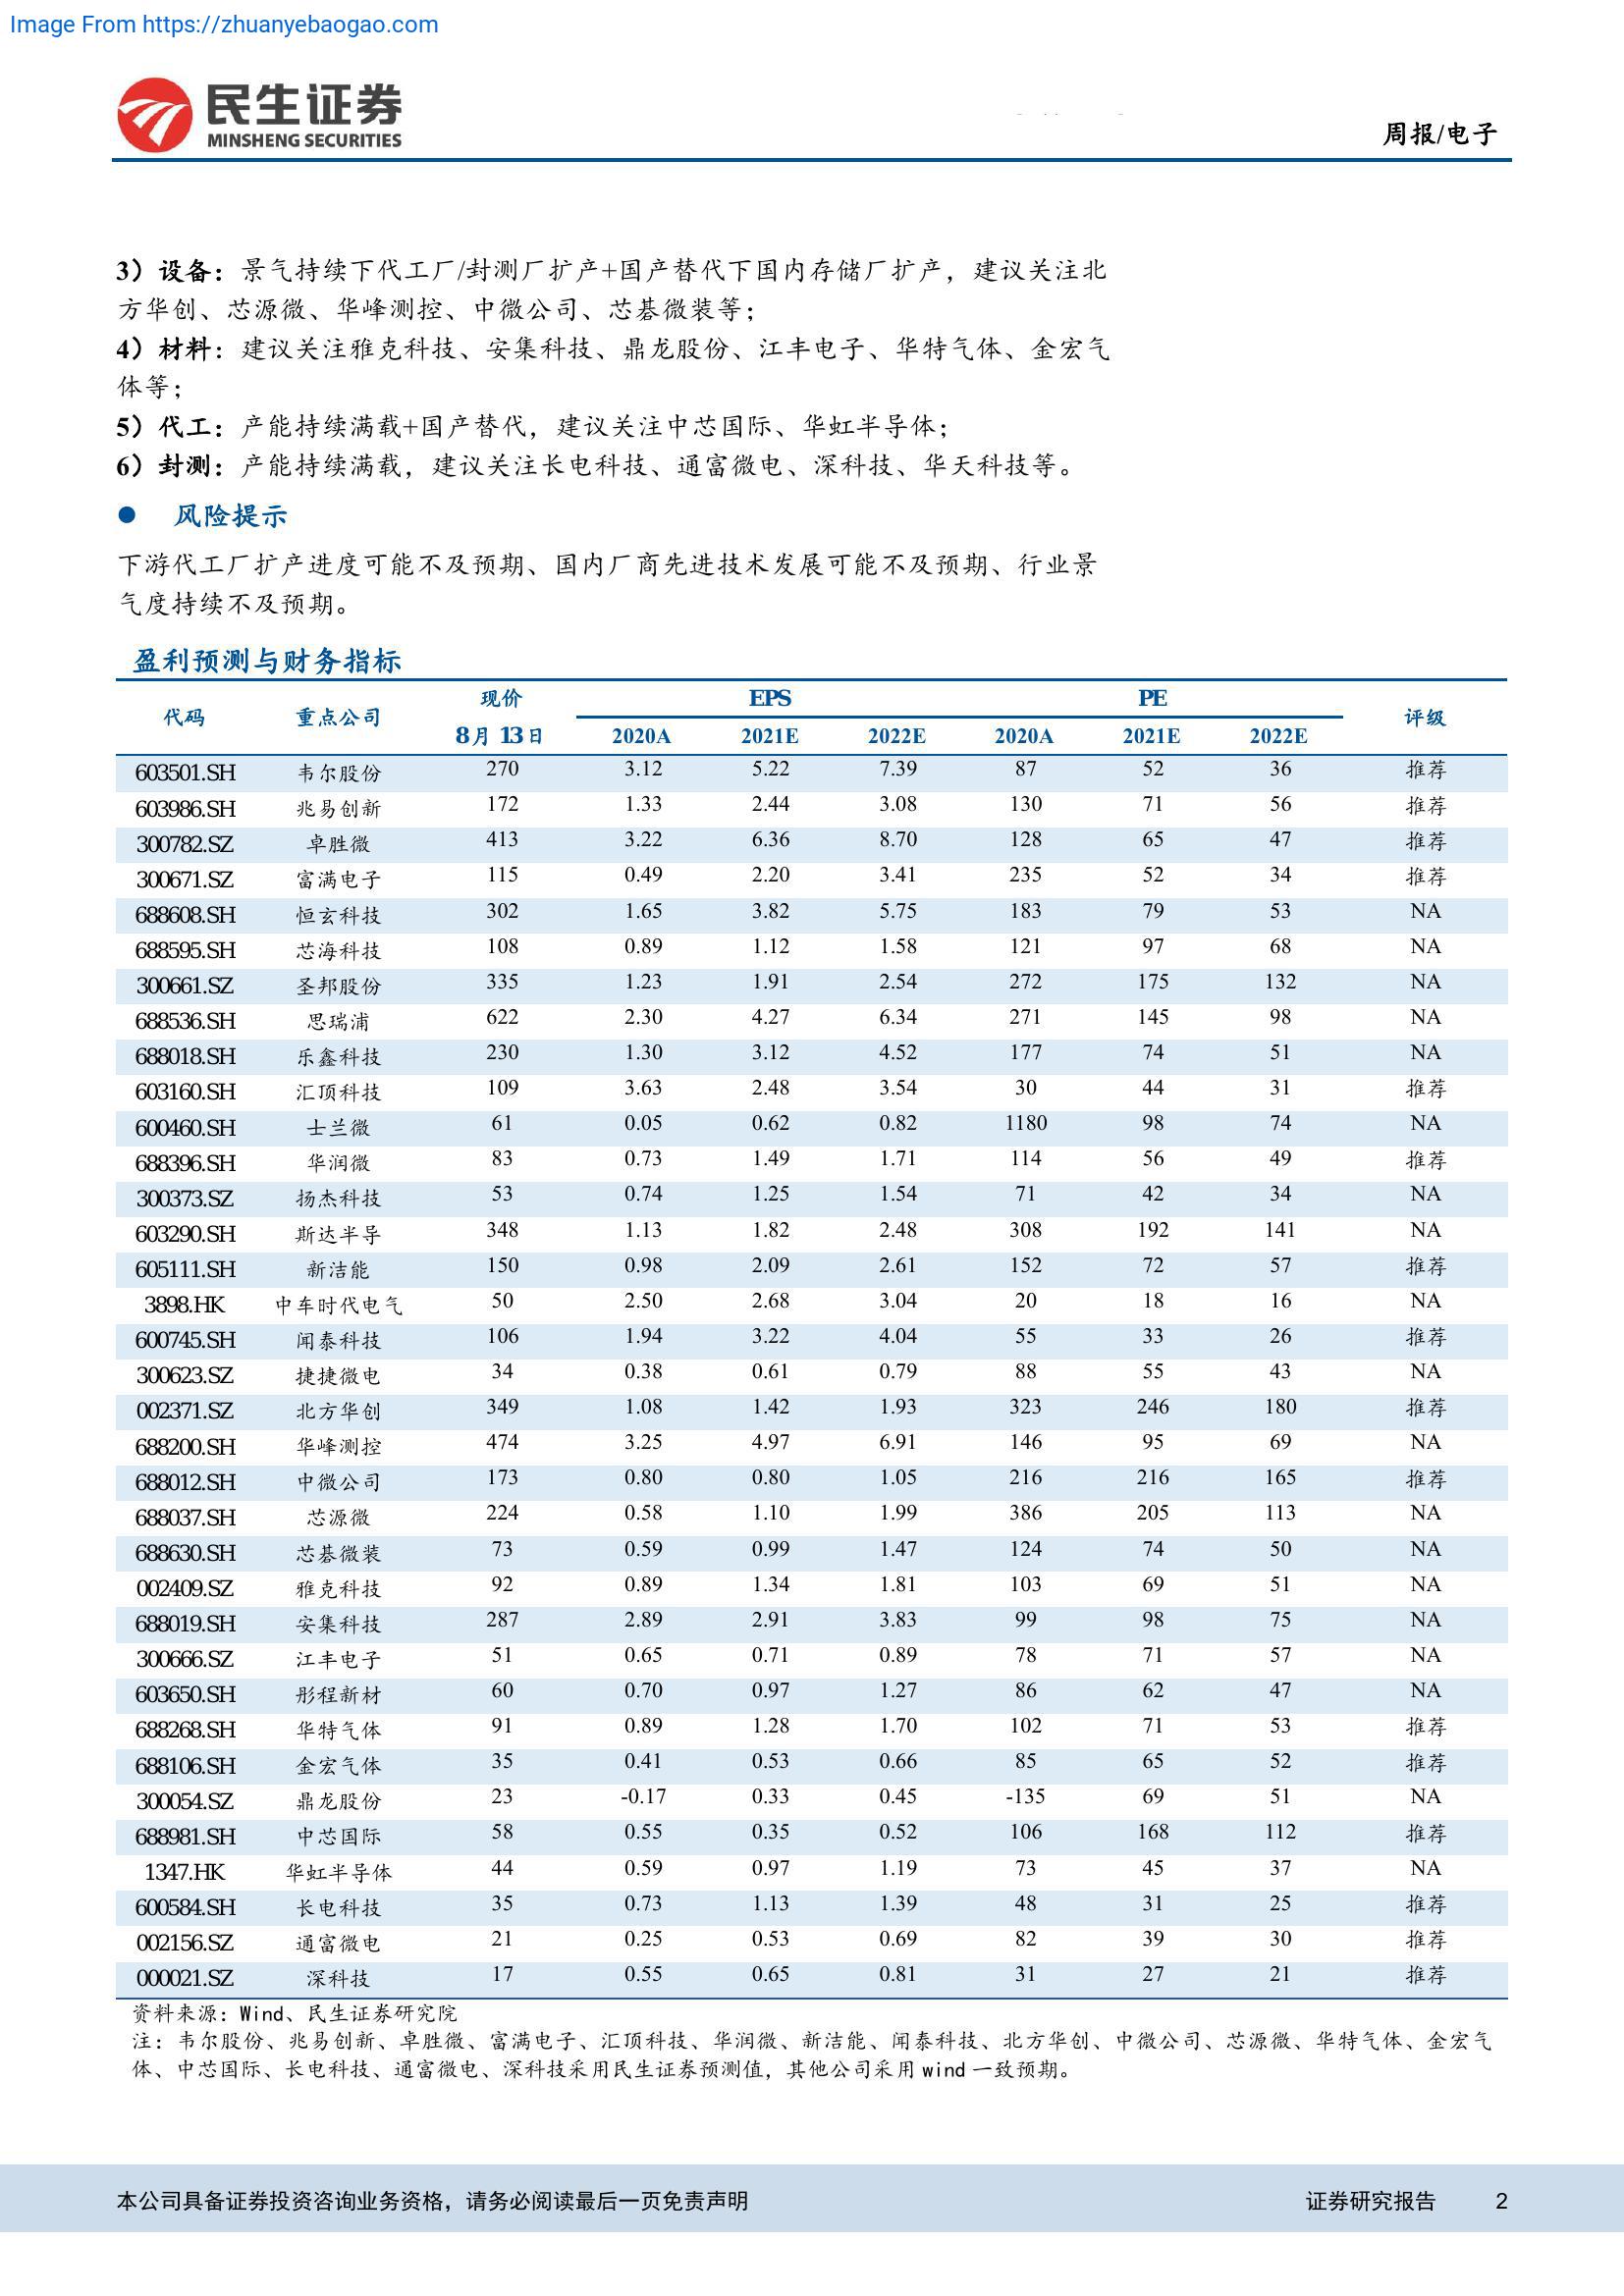 Image From https://zhuanyebaogao.com
民生证券
MINSHENG SECURITIES
周报/电子
3）设备：景气持续下代工厂/封测厂扩产+国产替代下国内存储厂扩产，建议关注北
方华创、芯源微、华峰测控、中微公司、芯碁微装等；
4）材料：建议关注雅克科技、安集科技、鼎龙股份、江丰电子、华特气体、金宏气
体等；
5）代工：产能持续满载+国产替代，建议关注中芯国际、华虹半导体；
6）封测：产能持续满载，建议关注长电科技、通富微电、深科技、华天科技等。
● 风险提示
下游代工厂扩产进度可能不及预期、国内厂商先进技术发展可能不及预期、行业景
气度持续不及预期。
盈利预测与财务指标
代码 重点公司 现价 EPS PE 评级
8月13日 2020A 2021E 2022E 2020A 2021E 2022E
603501.SH 韦尔股份 270 3.12 5.22 7.39 87 52 36 推荐
603986.SH 兆易创新 172 1.33 2.44 3.08 130 71 56 推荐
300782.SZ 卓胜微 413 3.22 6.36 8.70 128 65 47 推荐
300671.SZ 富满电子 115 0.49 2.20 3.41 235 52 34 推荐
688608.SH 恒玄科技 302 1.65 3.82 5.75 183 79 53 NA
688595.SH 芯海科技 108 0.89 1.12 1.58 121 97 68 NA
300661.SZ 圣邦股份 335 1.23 1.91 2.54 272 175 132 NA
688536.SH 思瑞浦 622 2.30 4.27 6.34 271 145 98 NA
688018.SH 乐鑫科技 230 1.30 3.12 4.52 177 74 51 NA
603160.SH 汇顶科技 109 3.63 2.48 3.54 30 44 31 推荐
600460.SH 士兰微 61 0.05 0.62 0.82 1180 98 74 NA
688396.SH 华润微 83 0.73 1.49 1.71 114 56 49 推荐
300373.SZ 扬杰科技 53 0.74 1.25 1.54 71 42 34 NA
603290.SH 斯达半导 348 1.13 1.82 2.48 308 192 141 NA
605111.SH 新洁能 150 0.98 2.09 2.61 152 72 57 推荐
3898.HK 中车时代电气 50 2.50 2.68 3.04 20 18 16 NA
600745.SH 闻泰科技 106 1.94 3.22 4.04 55 33 26 推荐
300623.SZ 捷捷微电 34 0.38 0.61 0.79 88 55 43 NA
002371.SZ 北方华创 349 1.08 1.42 1.93 323 246 180 推荐
688200.SH 华峰测控 474 3.25 4.97 6.91 146 95 69 NA
688012.SH 中微公司 173 0.80 0.80 1.05 216 216 165 推荐
688037.SH 芯源微 224 0.58 1.10 1.99 386 205 113 NA
688630.SH 芯碁微装 73 0.59 0.99 1.47 124 74 50 NA
002409.SZ 雅克科技 92 0.89 1.34 1.81 103 69 51 NA
688019.SH 安集科技 287 2.89 2.91 3.83 99 98 75 NA
300666.SZ 江丰电子 51 0.65 0.71 0.89 78 71 57 NA
603650.SH 彤程新材 60 0.70 0.97 1.27 86 62 47 NA
688268.SH 华特气体 91 0.89 1.28 1.70 102 71 53 推荐
688106.SH 金宏气体 35 0.41 0.53 0.66 85 65 52 推荐
300054.SZ 鼎龙股份 23 -0.17 0.33 0.45 -135 69 51 NA
688981.SH 中芯国际 58 0.55 0.35 0.52 106 168 112 推荐
1347.HK 华虹半导体 44 0.59 0.97 1.19 73 45 37 NA
600584.SH 长电科技 35 0.73 1.13 1.39 48 31 25 推荐
002156.SZ 通富微电 21 0.25 0.53 0.69 82 39 30 推荐
000021.SZ 深科技 17 0.55 0.65 0.81 31 27 21 推荐
资料来源：Wind、民生证券研究院
注：韦尔股份、兆易创新、卓胜微、富满电子、汇顶科技、华润微、新洁能、闻泰科技、北方华创、中微公司、芯源微、华特气体、金宏气
体、中芯国际、长电科技、通富微电、深科技采用民生证券预测值，其他公司采用 wind 一致预期。
本公司具备证券投资咨询业务资格，请务必阅读最后一页免责声明 证券研究报告 2